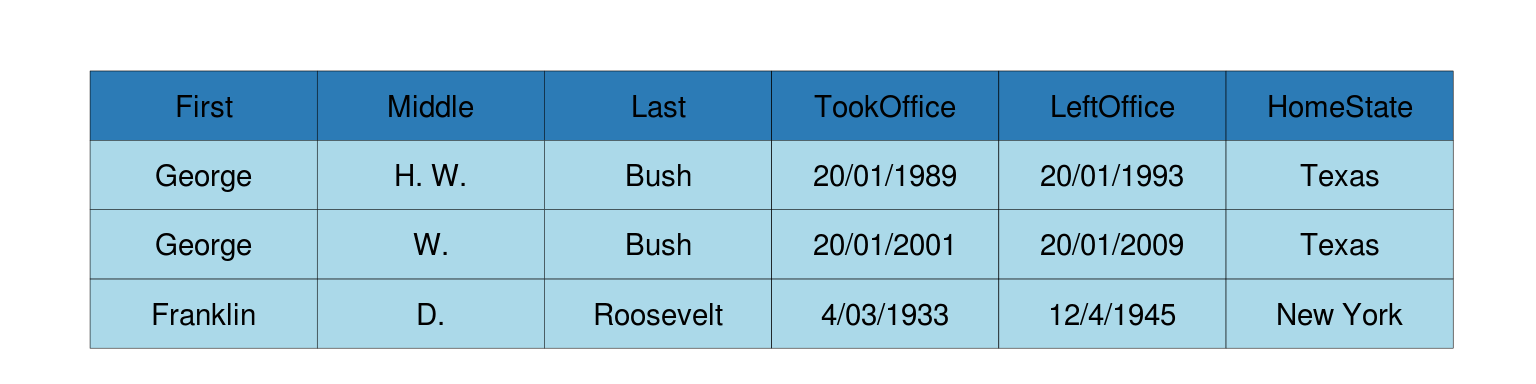 First Middle Last TookOffice LeftOffice HomeState
George H. W. Bush 20/01/1989 20/01/1993 Texas
George W. Bush 20/01/2001 20/01/2009 Texas
Franklin D. Roosevelt 4/03/1933 12/4/1945 New York